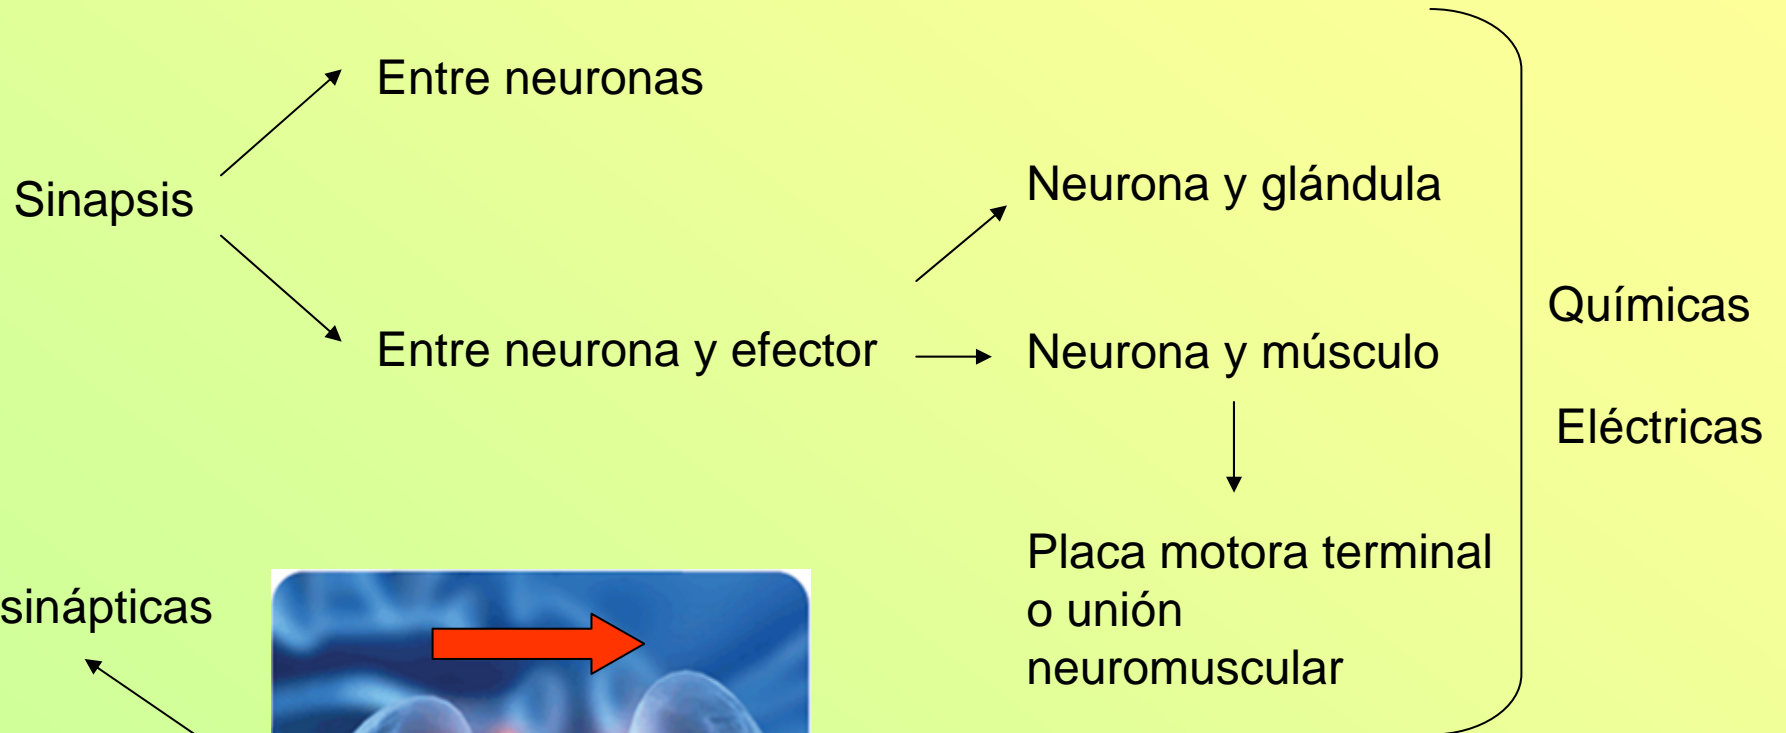 Entre neuronas
Sinapsis
Neurona y glándula
Entre neurona y efector
Neurona y músculo
Químicas
Eléctricas
Placa motora terminal
o unión
neuromuscular
sinápticas